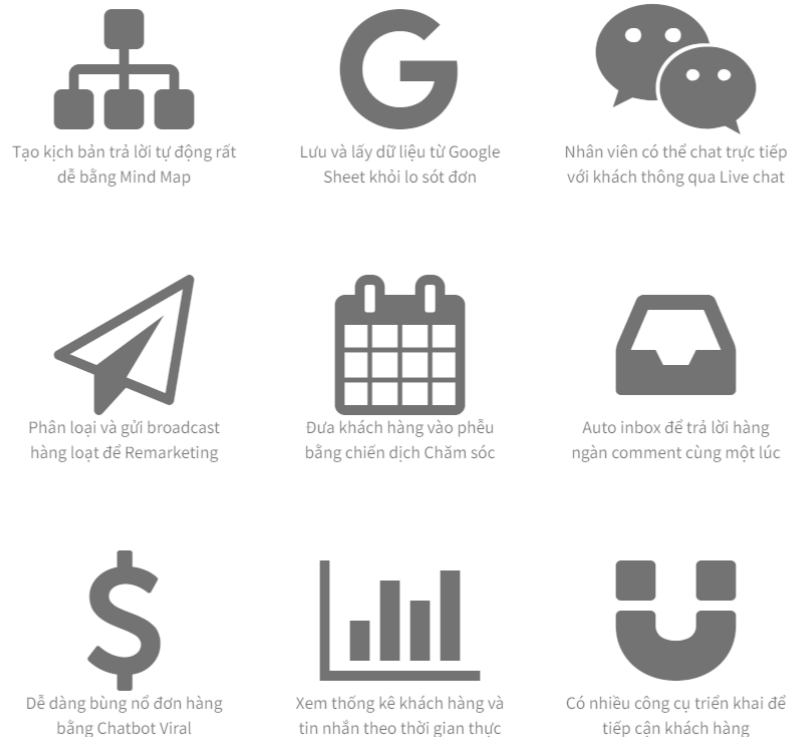 Tạo kịch bản trả lời tự động rất
dễ bằng Mind Map
Lưu và lấy dữ liệu từ Google
Sheet khỏi lo sót đơn
Nhân viên có thể chat trực tiếp
với khách thông qua Live chat
Phân loại và gửi broadcast
hàng loạt để Remarketing
Đưa khách hàng vào phễu
bằng chiến dịch Chăm sóc
Auto inbox để trả lời hàng
ngàn comment cùng một lúc
Dễ dàng bùng nổ đơn hàng
bằng Chatbot Viral
Xem thống kê khách hàng và
tin nhắn theo thời gian thực
Có nhiều công cụ triển khai để
tiếp cận khách hàng